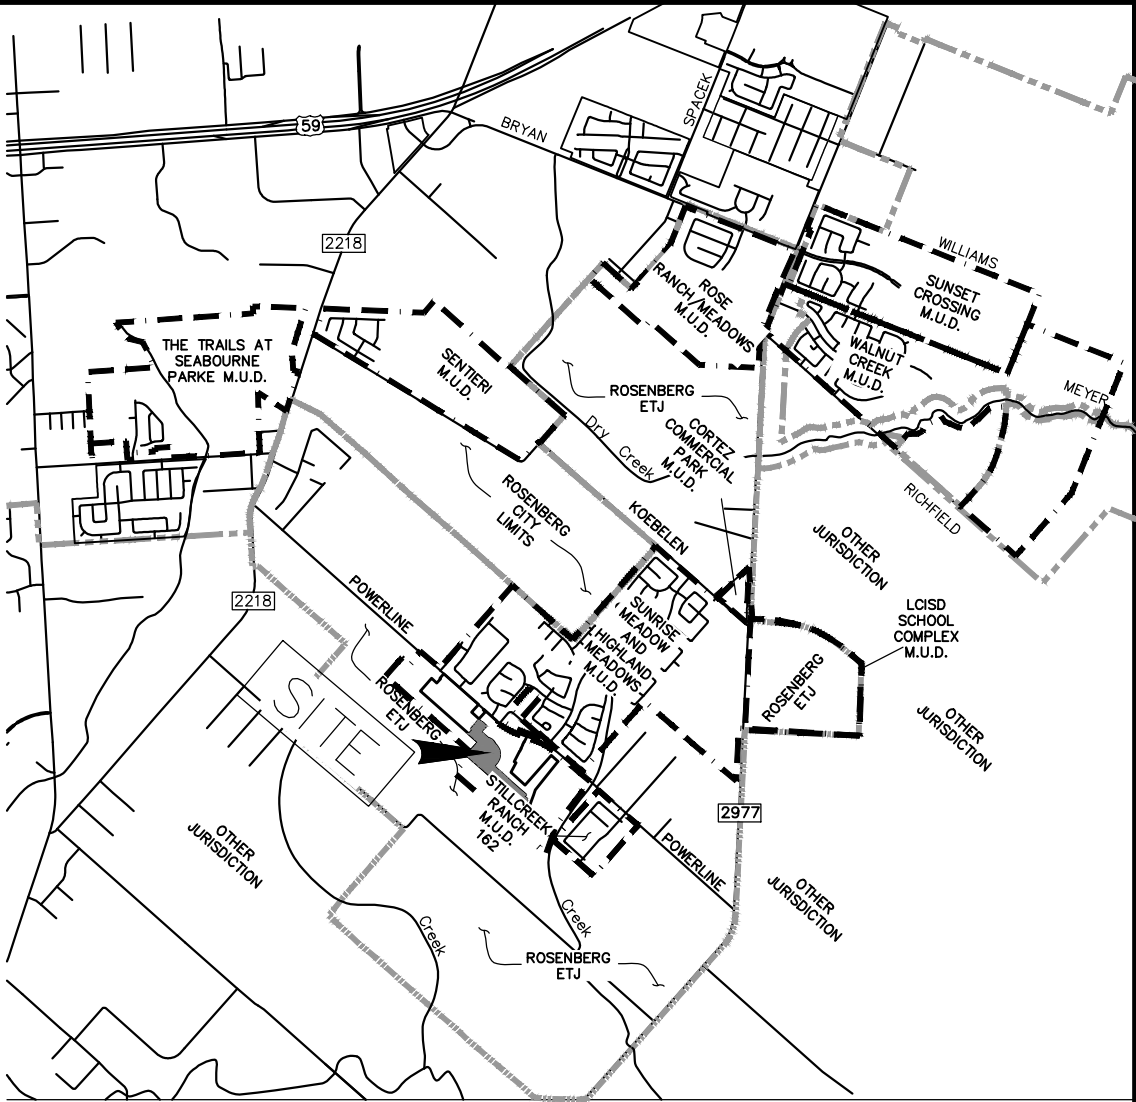 59
BRYAN
SPACEK
2218
WILLIAMS
SUNSET
CROSSING
M.U.D.
ROSE
RANCH/MEADOWS
M.U.D.
WALNUT
CREEK
M.U.D.
THE TRAILS AT
SEABOURNE
PARKE M.U.D.
SENTIERI
M.U.D.
ROSENBERG
ETJ
MEYER
Dry
Creek
CORTEZ
COMMERCIAL
PARK
M.U.D.
ROSENBERG
CITY
LIMITS
KOEBELEN
RICHFIELD
OTHER
JURISDICTION
2218
POWERLINE
SUNRISE
MEADOW
AND
HIGHLAND
MEADOWS
M.U.D.
LCISD
SCHOOL
COMPLEX
M.U.D.
ROSENBERG
ETJ
ROSENBERG
ETJ
SITE
OTHER
JURISDICTION
STILLCREEK
RANCH
M.U.D.
162
2977
POWERLINE
OTHER
JURISDICTION
OTHER
JURISDICTION
Creek
Creek
ROSENBERG
ETJ